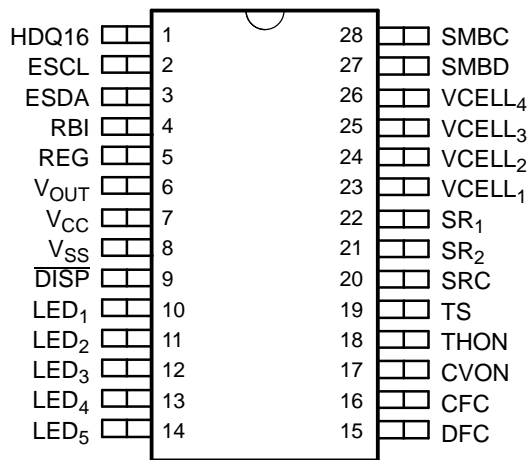 HDQ16 1 28 SMBC
ESCL 2 27 SMBD
ESDA 3 26 VCELL4
RBI 4 25 VCELL3
REG 5 24 VCELL2
VOUT 6 23 VCELL1
VCC 7 22 SR1
VSS 8 21 SR2
DISP 9 20 SRC
LED1 10 19 TS
LED2 11 18 THON
LED3 12 17 CVON
LED4 13 16 CFC
LED5 14 15 DFC